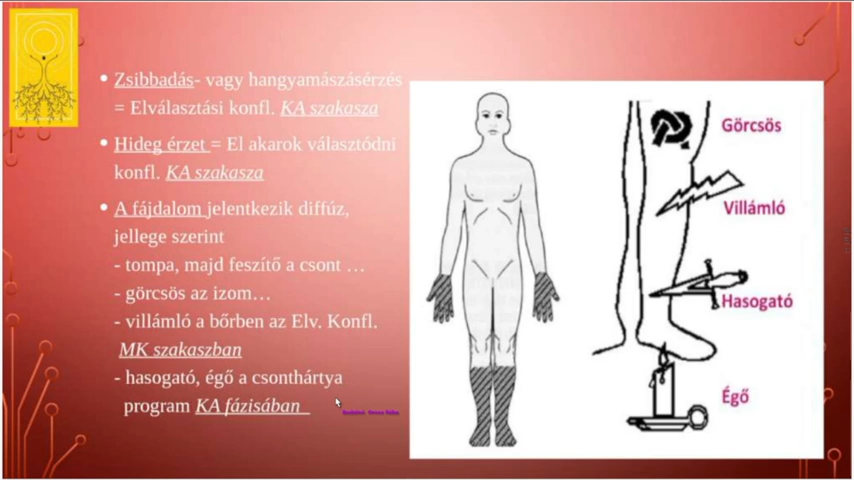 • Zsibbadás- vagy hangyamászásérzés
= Elválasztási konfl. KA szakasza
• Hideg érzet = El akarok választódni
konfl. KA szakasza
• A fájdalom jelentkezik diffúz,
jellege szerint
- tompa, majd feszítő a csont …
- görcsös az izom…
- villámló a bőrben az Elv. Konfl.
MK szakaszban
- hasogató, égő a csonthártya
program KA fázisában
Görcsös
Villámló
Hasogató
Égő